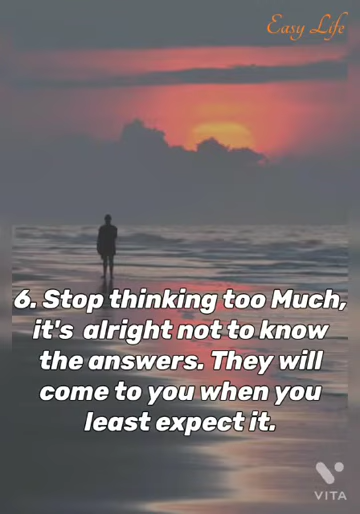 Easy Life
6. Stop thinking too Much,
it's alright not to know
the answers. They will
come to you when you
least expect it.
VITA